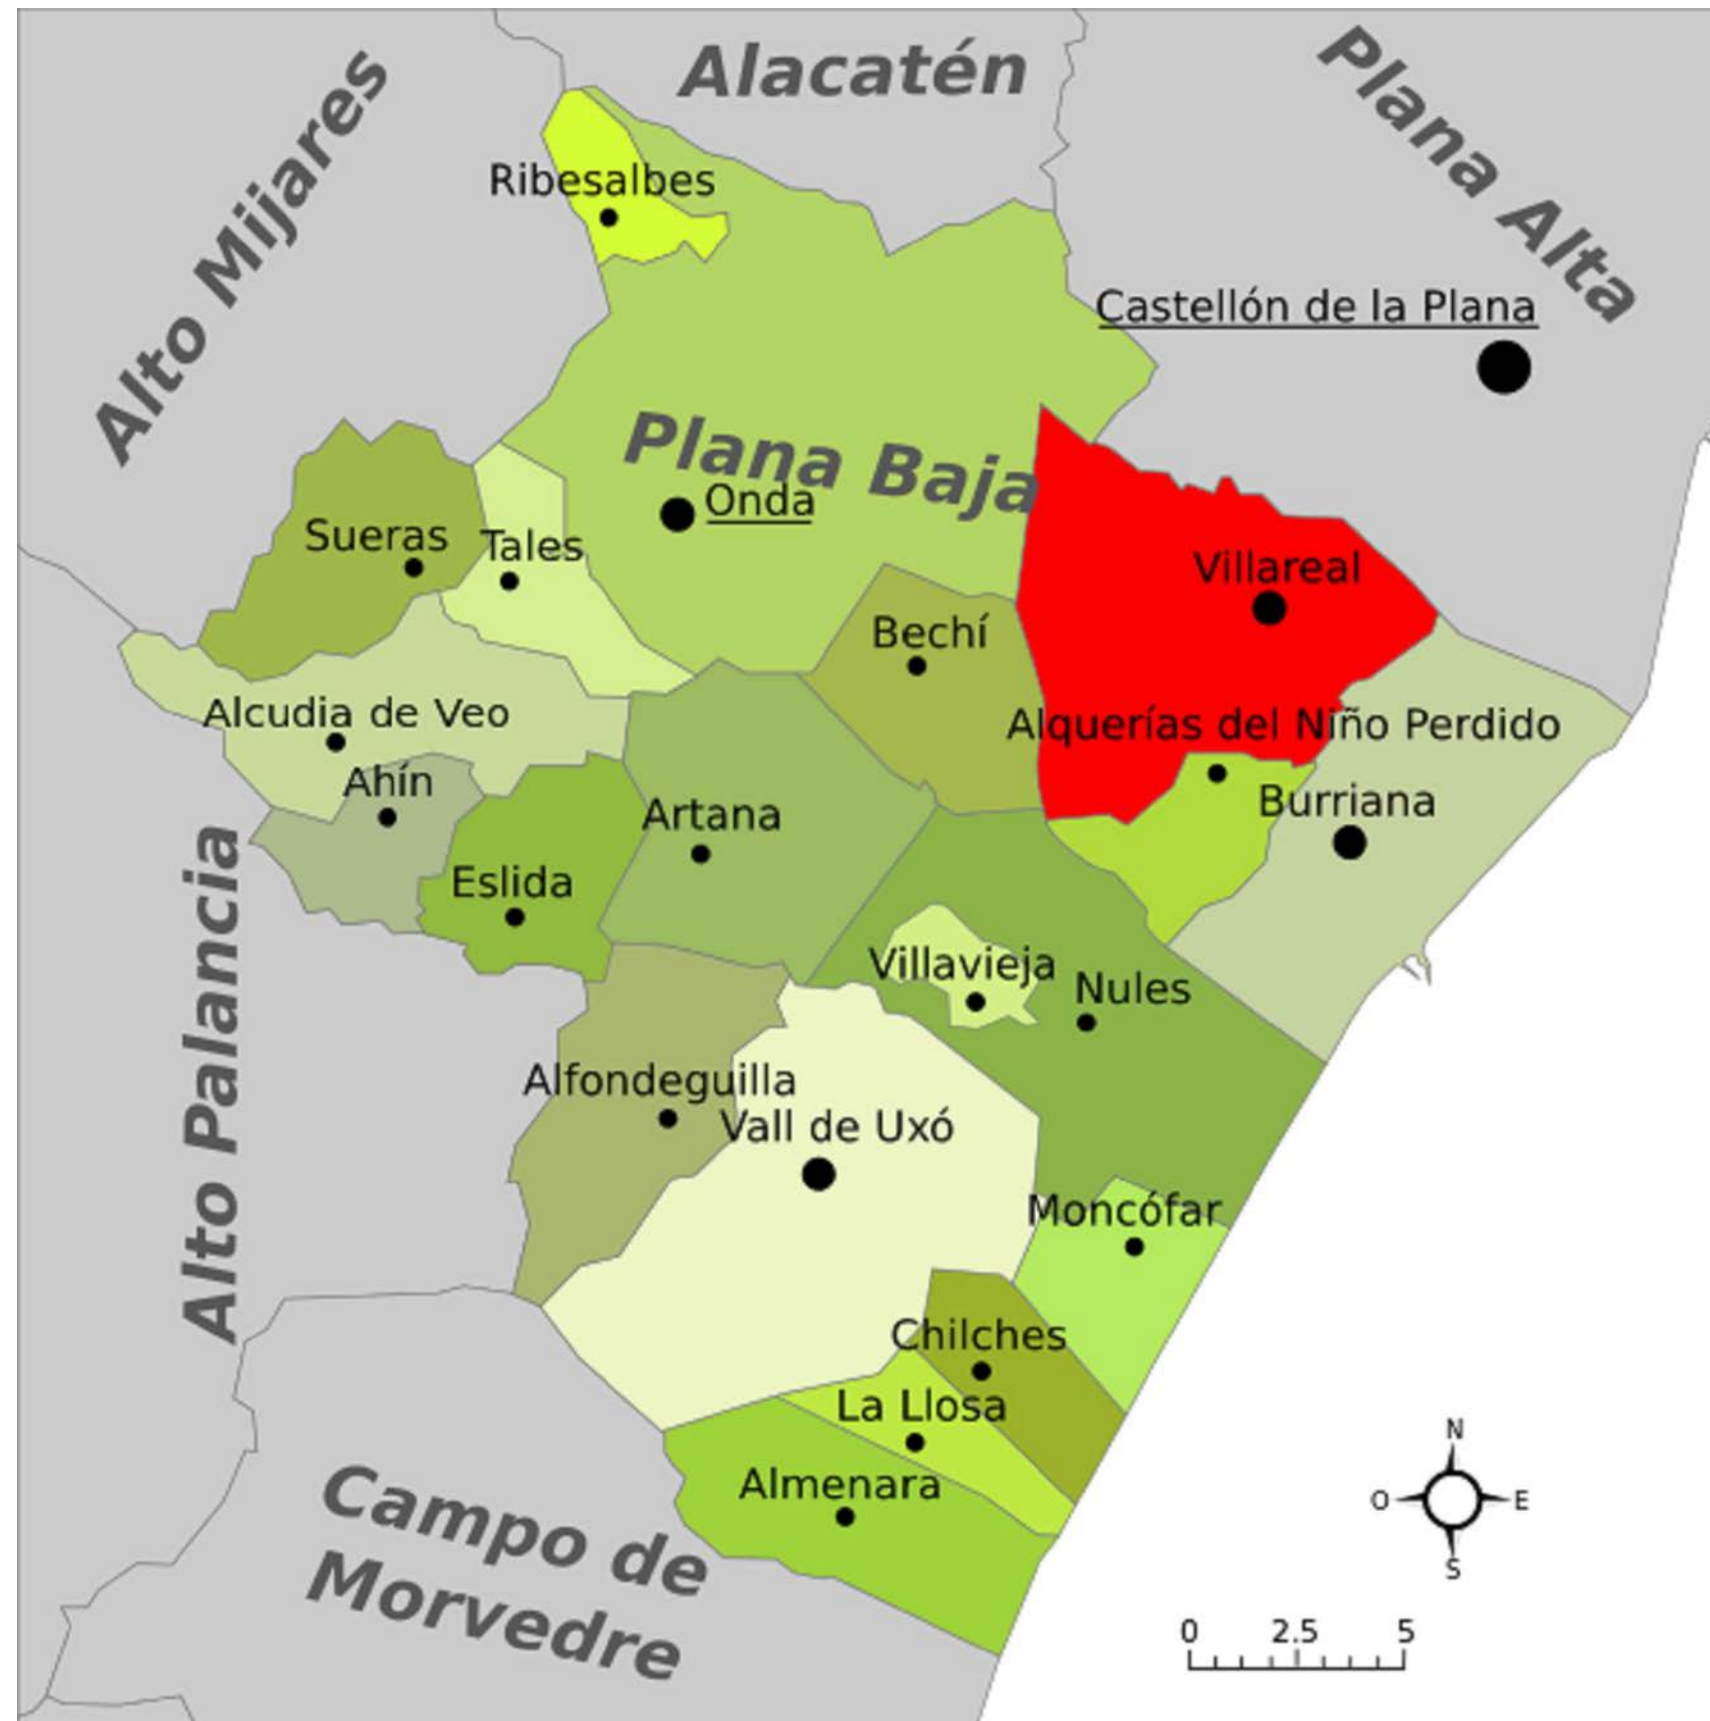 Alacatén
Plana Alta
Alto Mijares
Ribesalbes
Castellón de la Plana
Plana Baja
Onda
Sueras
Tales
Villareal
Bechí
Alcudia de Veo
Alquerías del Niño Perdido
Ahín
Artana
Burriana
Eslida
Villavieja
Nules
Alto Palancia
Alfondeguilla
Vall de Uxó
Moncófar
Chilches
La Llosa
Almenara
Campo de
Morvedre
N
O
E
S
0 2.5 5